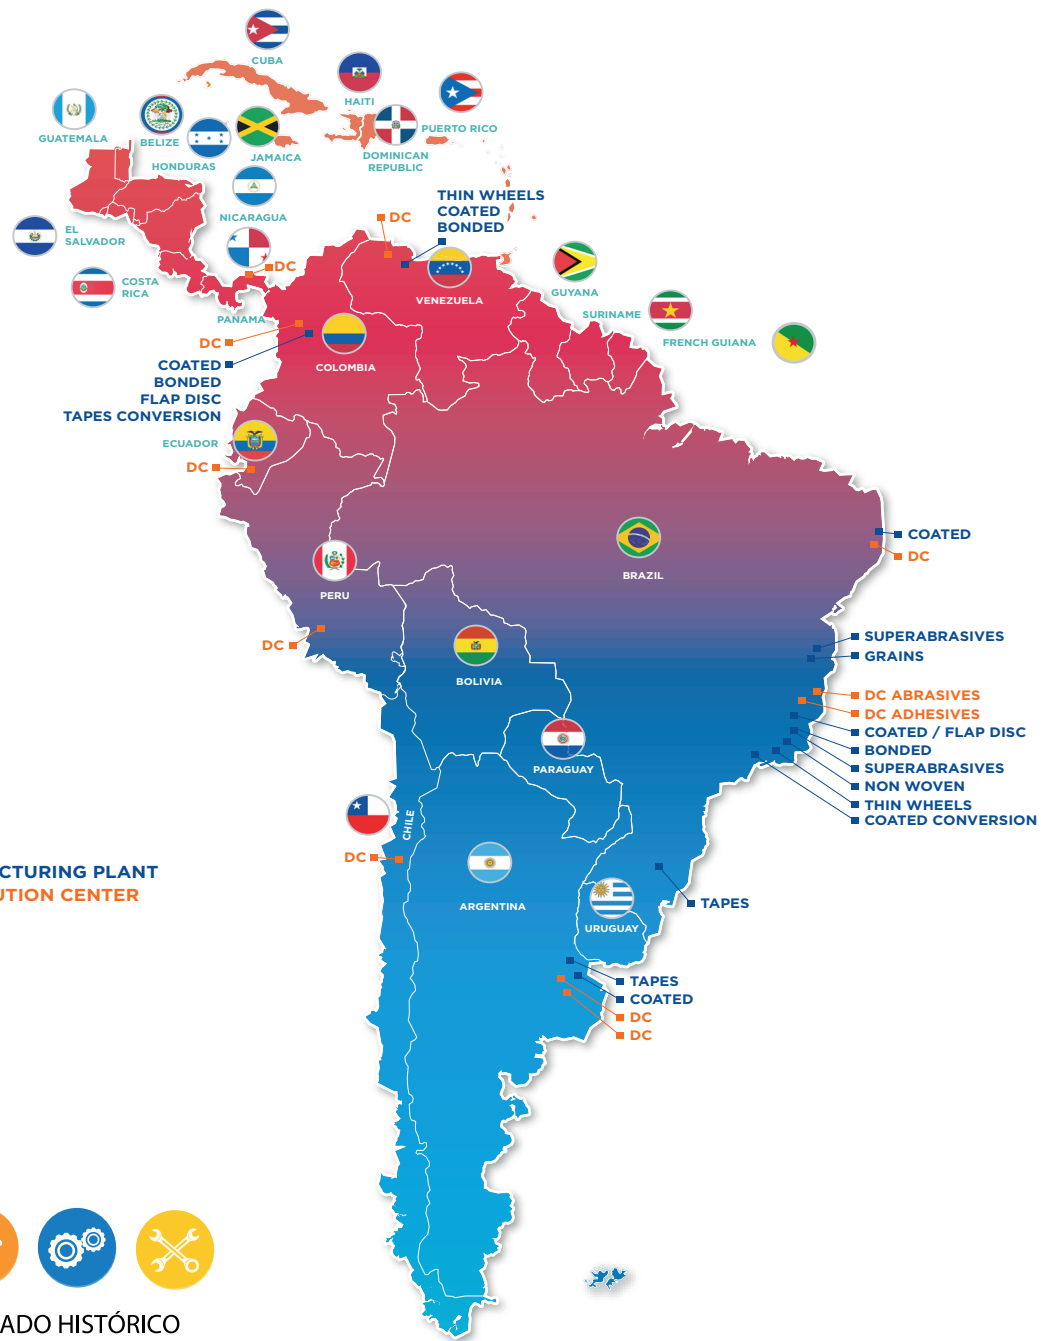 CUBA
HAITI
PUERTO RICO
GUATEMALA
BELIZE
HONDURAS
JAMAICA
DOMINICAN
REPUBLIC
NICARAGUA
EL
SALVADOR
COSTA
RICA
PANAMA
DC
DC
THIN WHEELS
COATED
BONDED
VENEZUELA
GUYANA
SURINAME
FRENCH GUIANA
DC
COATED
BONDED
FLAP DISC
TAPES CONVERSION
COLOMBIA
ECUADOR
DC
COATED
DC
BRAZIL
PERU
DC
BOLIVIA
SUPERABRASIVES
GRAINS
DC ABRASIVES
DC ADHESIVES
COATED / FLAP DISC
BONDED
SUPERABRASIVES
NON WOVEN
THIN WHEELS
COATED CONVERSION
PARAGUAY
CHILE
DC
ARGENTINA
CTURING PLANT
UTION CENTER
URUGUAY
TAPES
TAPES
COATED
DC
DC
ADO HISTÓRICO